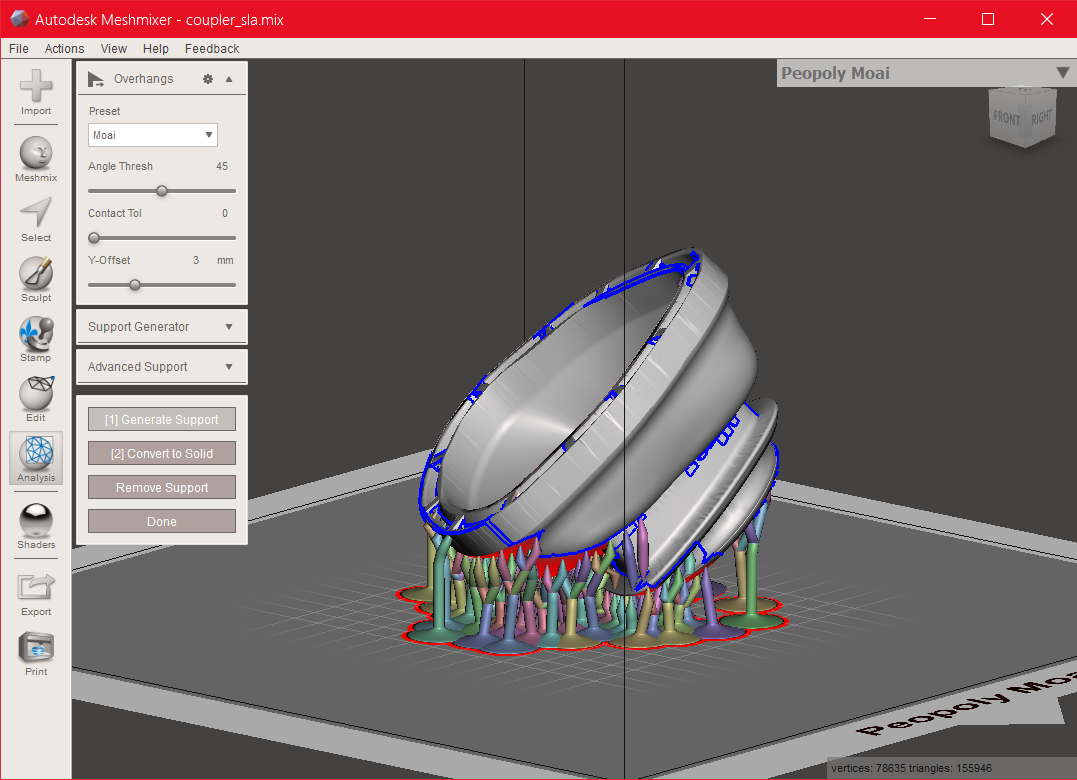 Autodesk Meshmixer - coupler_sla.mix
File Actions View Help Feedback
Import
Meshmix
Select
Sculpt
Stamp
Edit
Analysis
Shaders
Export
Print
Overhangs
Preset
Moai
Angle Thresh 45
Contact Tol 0
Y-Offset 3 mm
Support Generator
Advanced Support
[1] Generate Support
[2] Convert to Solid
Remove Support
Done
Peopoly Moai
FRONT RIGHT
Peopoly Moa
vertices: 78635 triangles: 155946